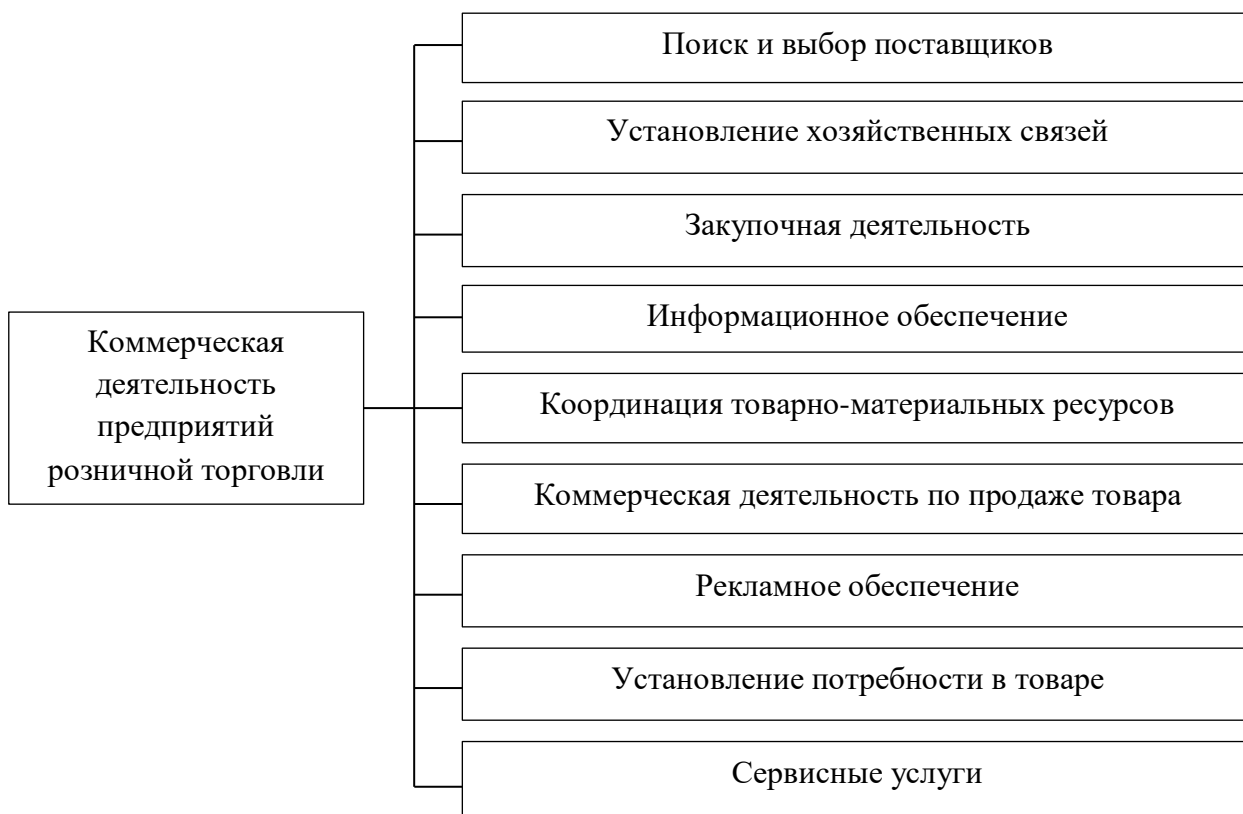 Поиск и выбор поставщиков
Установление хозяйственных связей
Закупочная деятельность
Информационное обеспечение
Коммерческая
деятельность
предприятий
розничной торговли
Координация товарно-материальных ресурсов
Коммерческая деятельность по продаже товара
Рекламное обеспечение
Установление потребности в товаре
Сервисные услуги